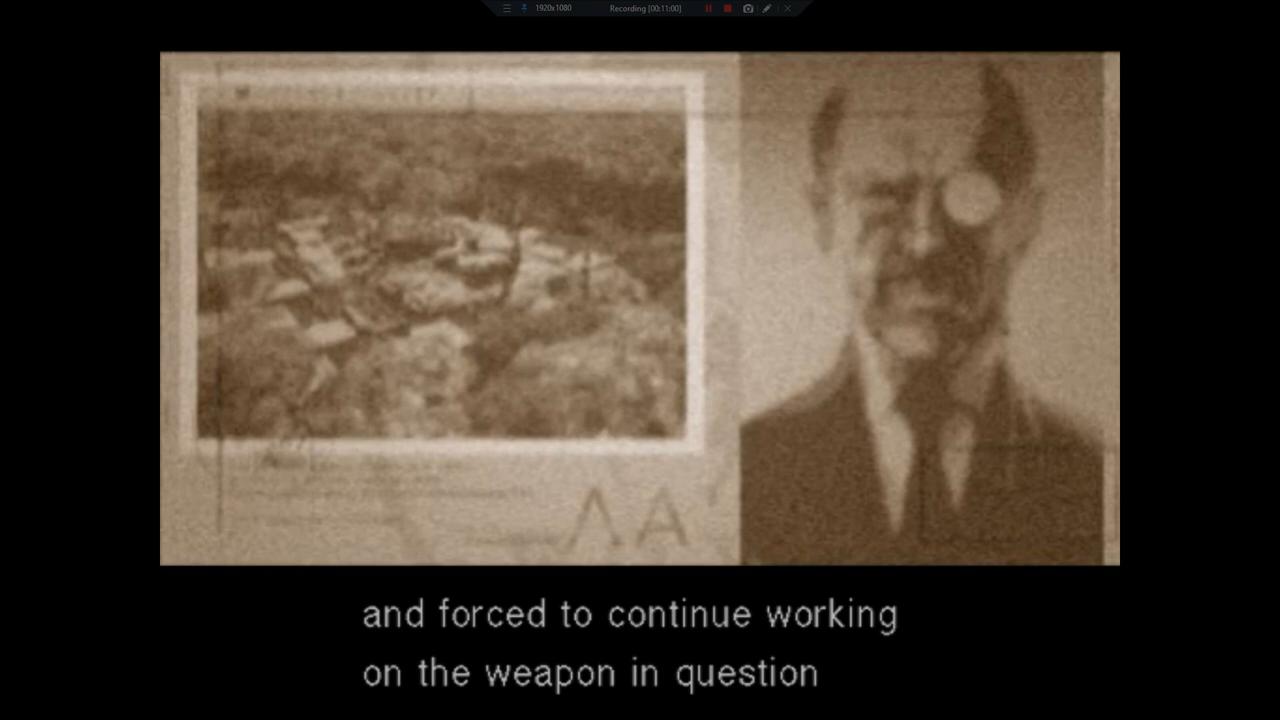 1920x1080
Recording [00:11:00]
ΛA
and forced to continue working
on the weapon in question